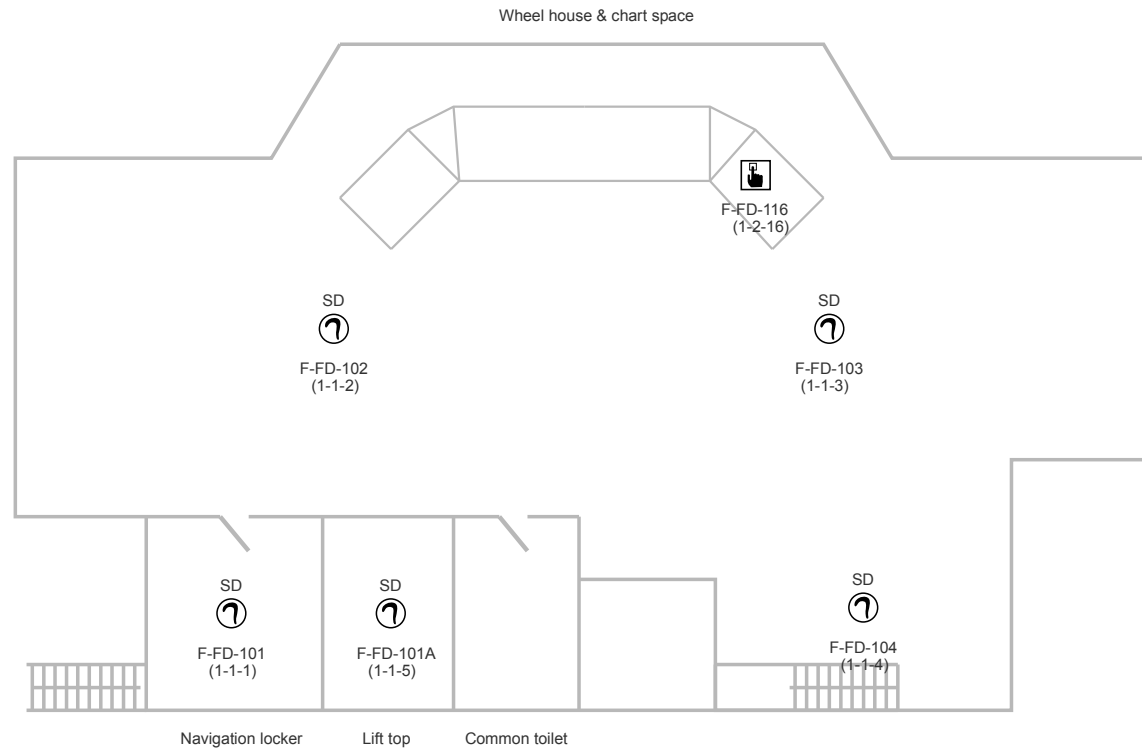 Wheel house & chart space
F-FD-116
(1-2-16)
SD
F-FD-102
(1-1-2)
SD
F-FD-103
(1-1-3)
SD
F-FD-101
(1-1-1)
SD
F-FD-101A
(1-1-5)
SD
F-FD-104
(1-1-4)
Navigation locker
Lift top
Common toilet